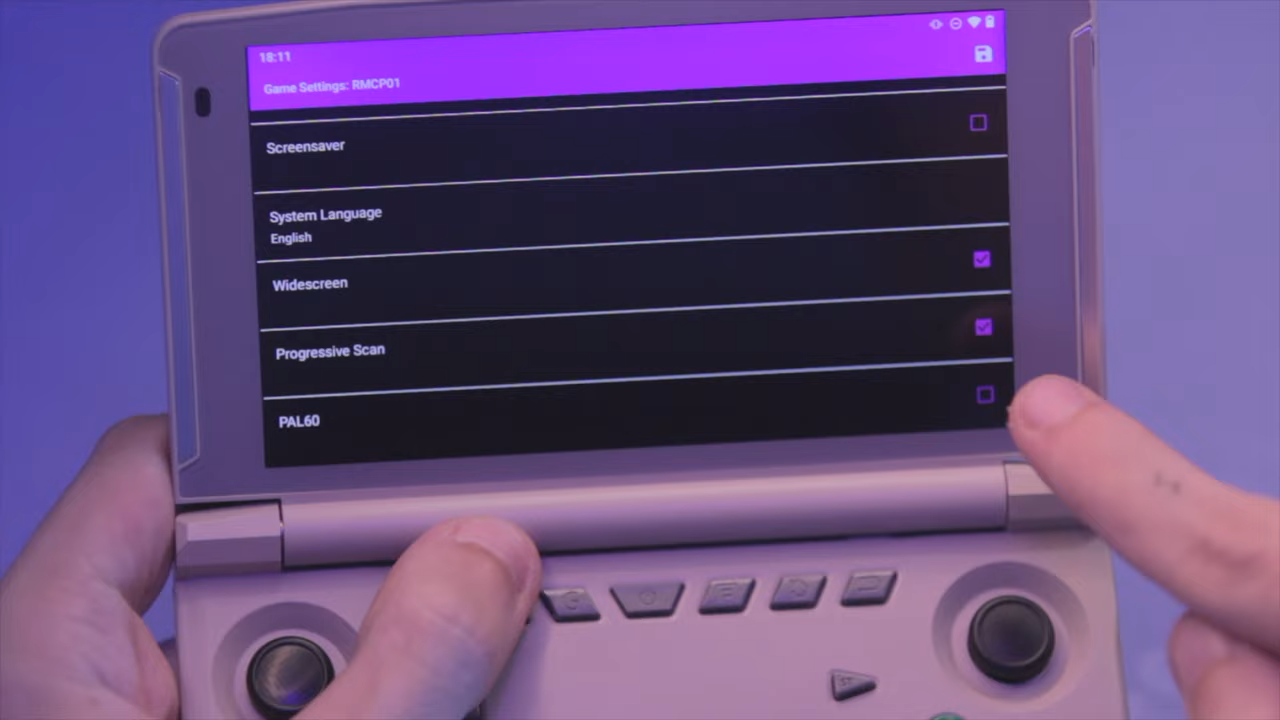 18:11
Game Settings: RMCP01
Screensaver
System Language
English
Widescreen
Progressive Scan
PAL60